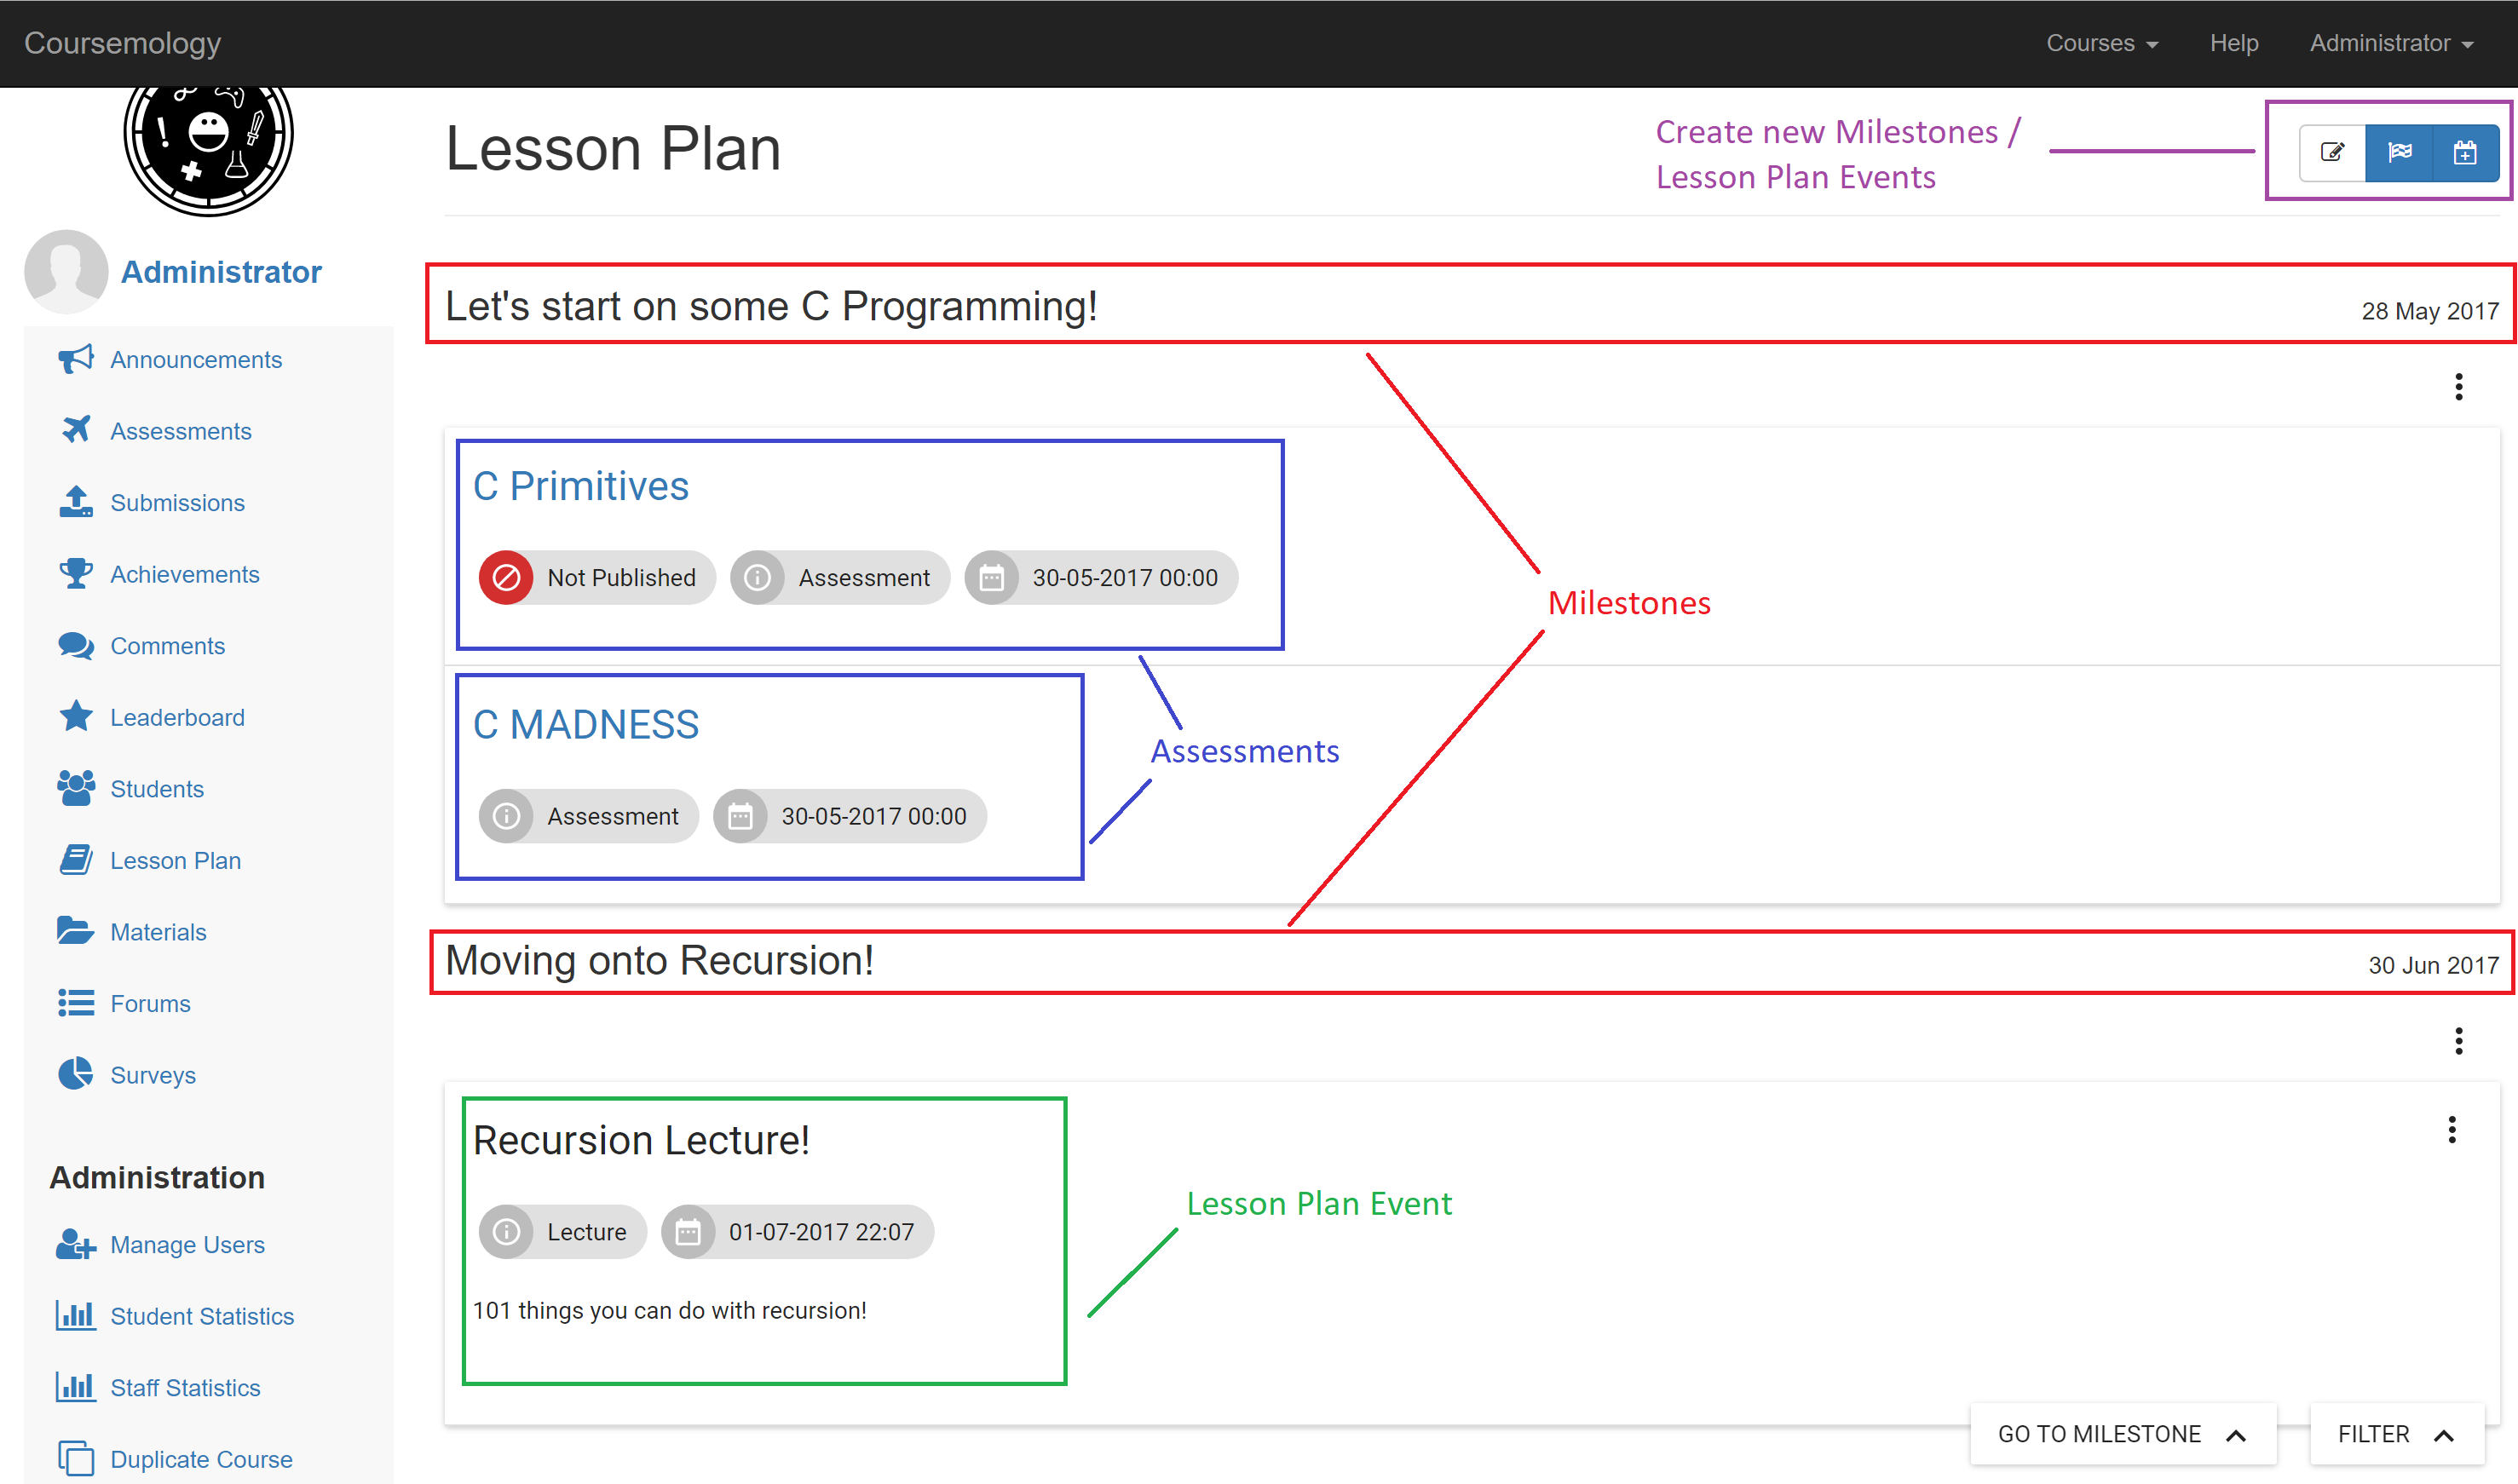 Coursemology
Courses
Help
Administrator
Lesson Plan
Create new Milestones /
Lesson Plan Events
Administrator
Announcements
Assessments
Submissions
Achievements
Comments
Leaderboard
Students
Lesson Plan
Materials
Forums
Surveys
Administration
Manage Users
Student Statistics
Staff Statistics
Duplicate Course
Let's start on some C Programming!
28 May 2017
C Primitives
Not Published
Assessment
30-05-2017 00:00
Milestones
C MADNESS
Assessments
Assessment
30-05-2017 00:00
Moving onto Recursion!
30 Jun 2017
Recursion Lecture!
Lesson Plan Event
Lecture
01-07-2017 22:07
101 things you can do with recursion!
GO TO MILESTONE
FILTER